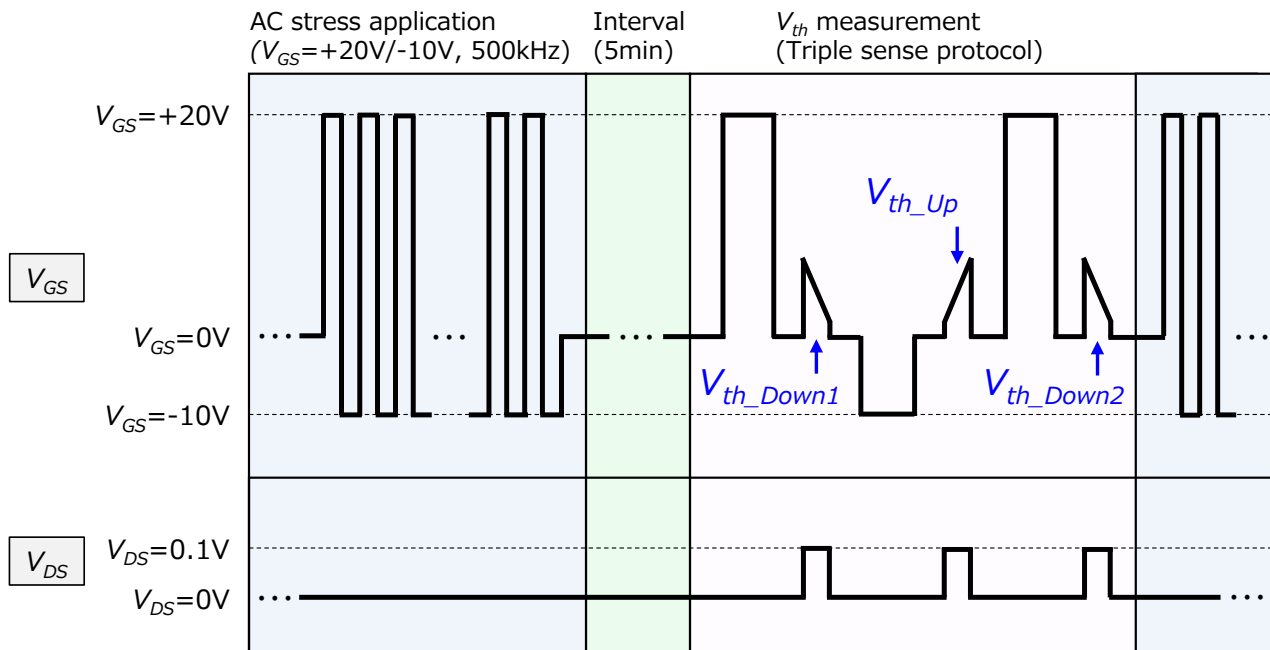 AC stress application
(VGS=+20V/-10V, 500kHz)
Interval
(5min)
Vth measurement
(Triple sense protocol)
VGS=+20V
Vth_Up
VGS
VGS=0V
...
...
...
...
Vth_Down1
Vth_Down2
VGS=-10V
VDS=0.1V
VDS
VDS=0V
...
...